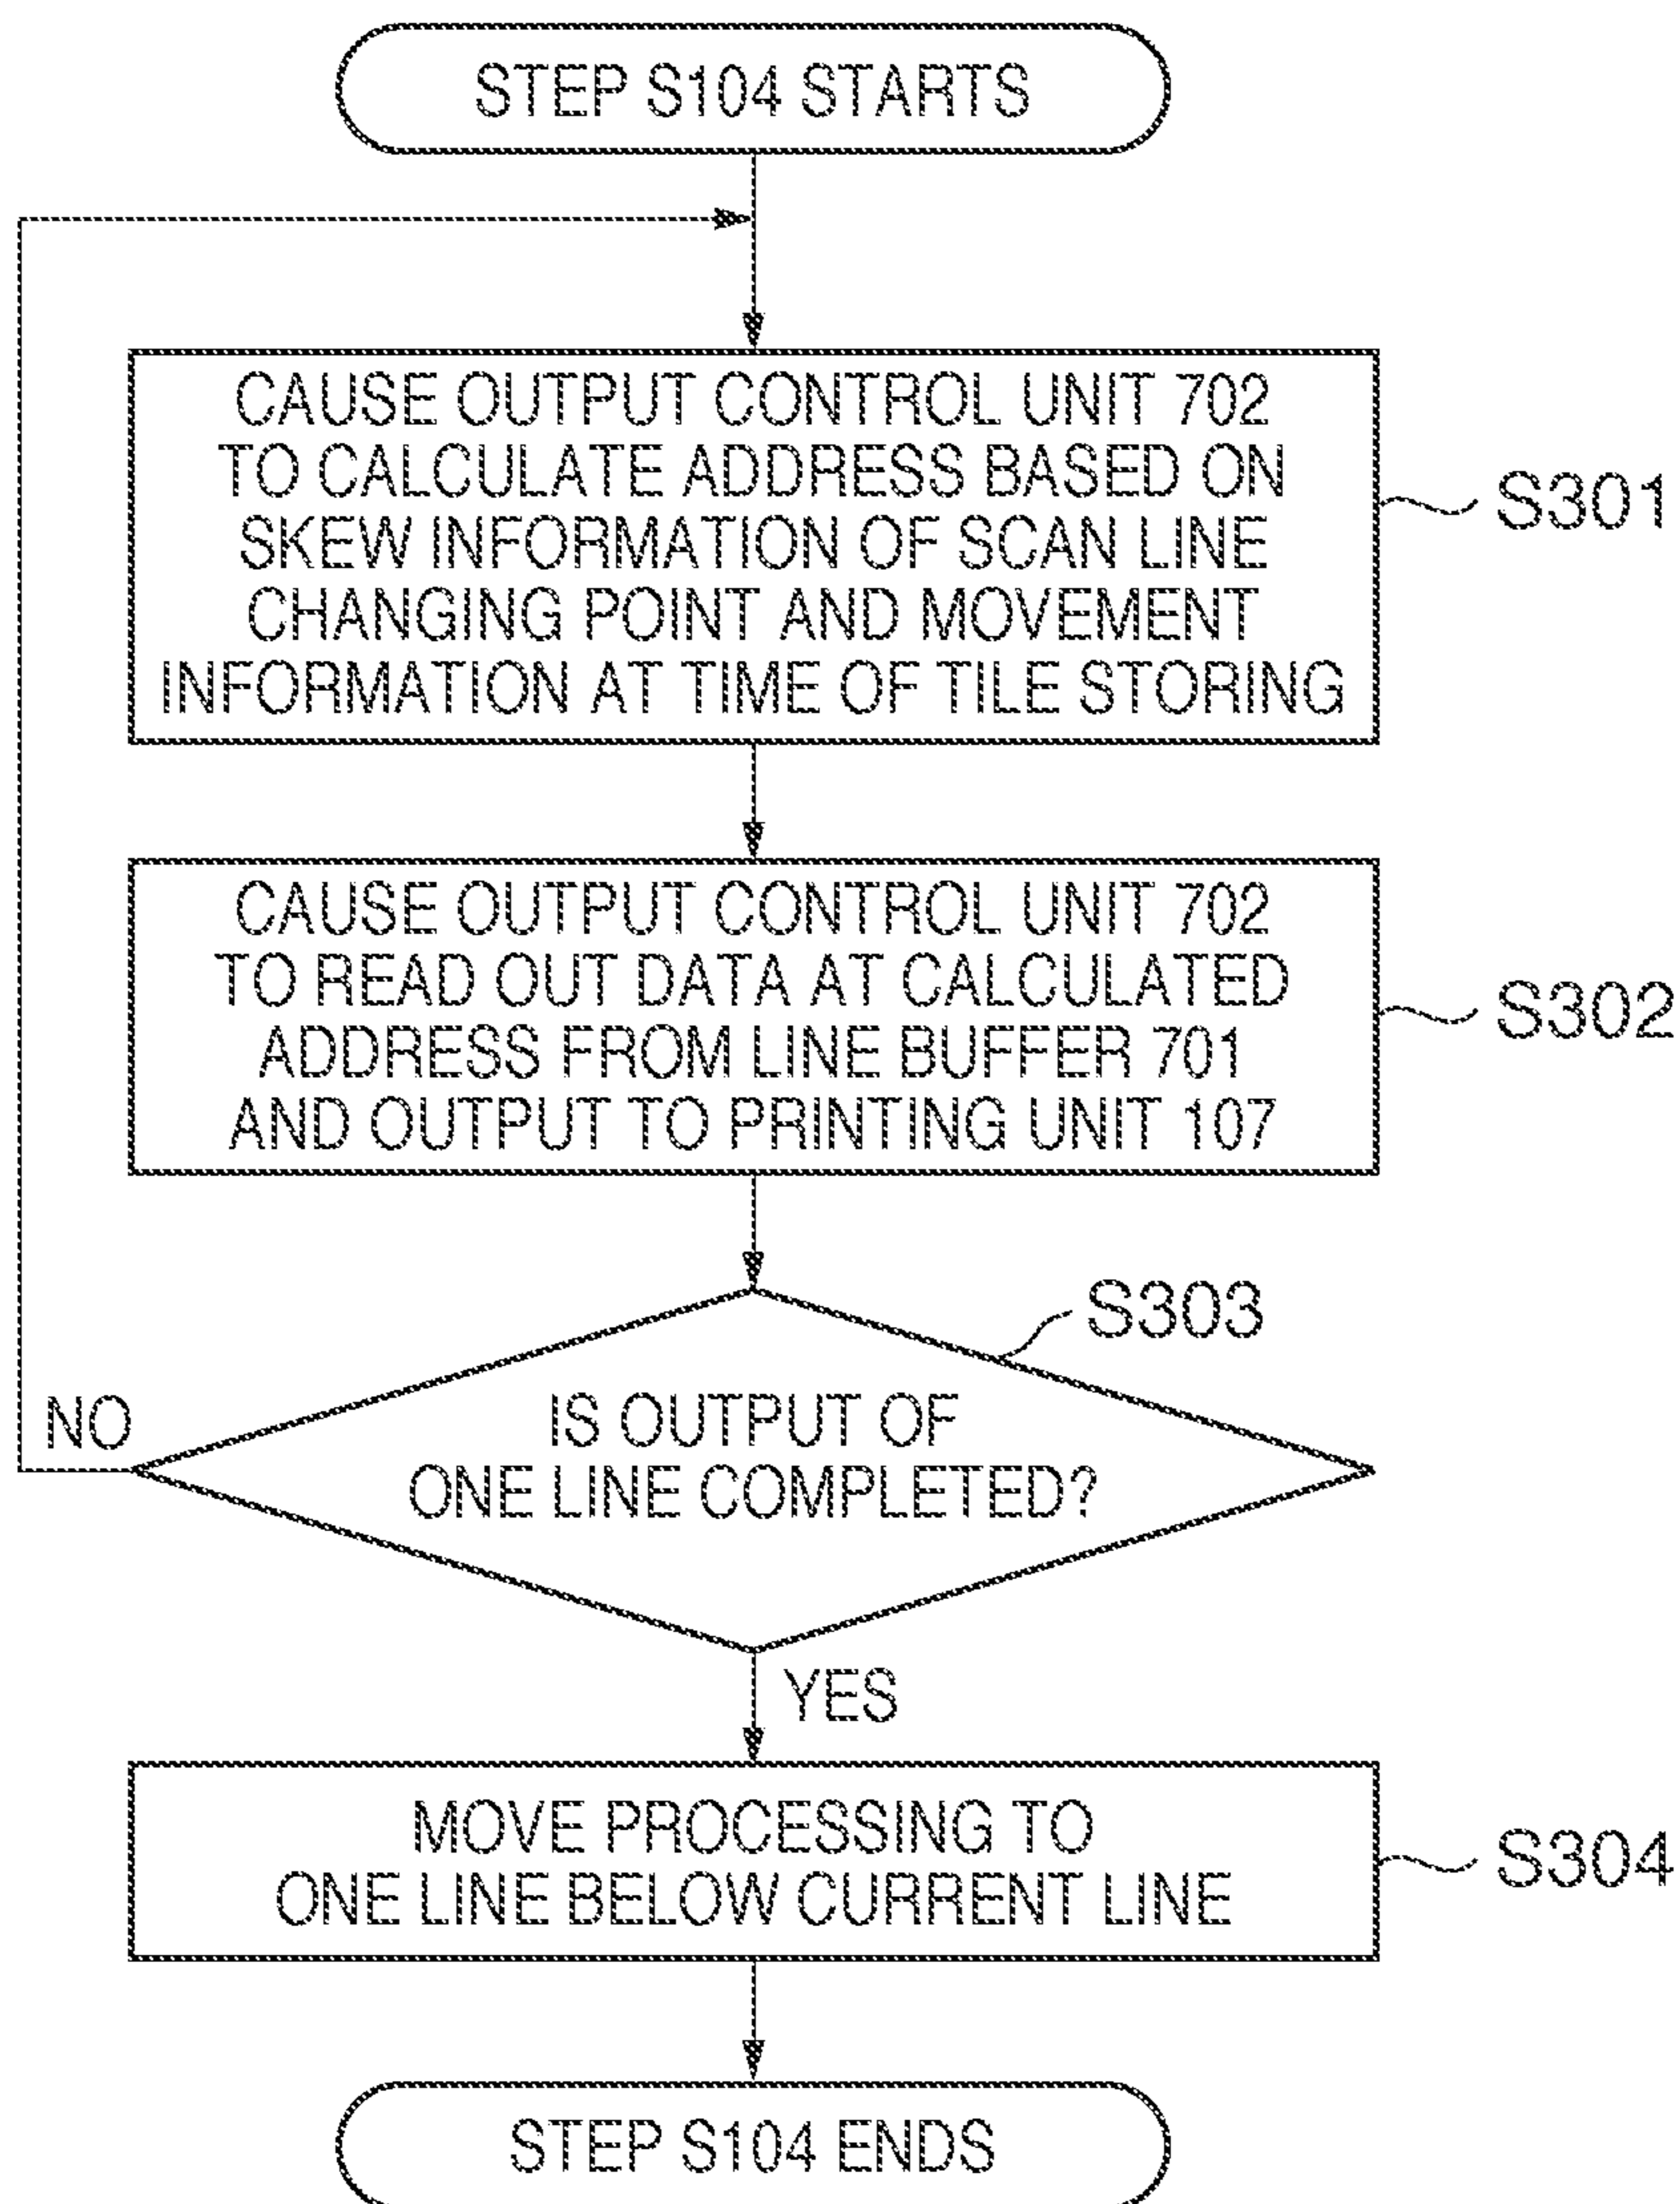 STEP S104 STARTS
CAUSE OUTPUT CONTROL UNIT 702
TO CALCULATE ADDRESS BASED ON
SKEW INFORMATION OF SCAN LINE
CHANGING POINT AND MOVEMENT
INFORMATION AT TIME OF TILE STORING
S301
CAUSE OUTPUT CONTROL UNIT 702
TO READ OUT DATA AT CALCULATED
ADDRESS FROM LINE BUFFER 701
AND OUTPUT TO PRINTING UNIT 107
S302
S303
IS OUTPUT OF
ONE LINE COMPLETED?
NO
YES
MOVE PROCESSING TO
ONE LINE BELOW CURRENT LINE
S304
STEP S104 ENDS